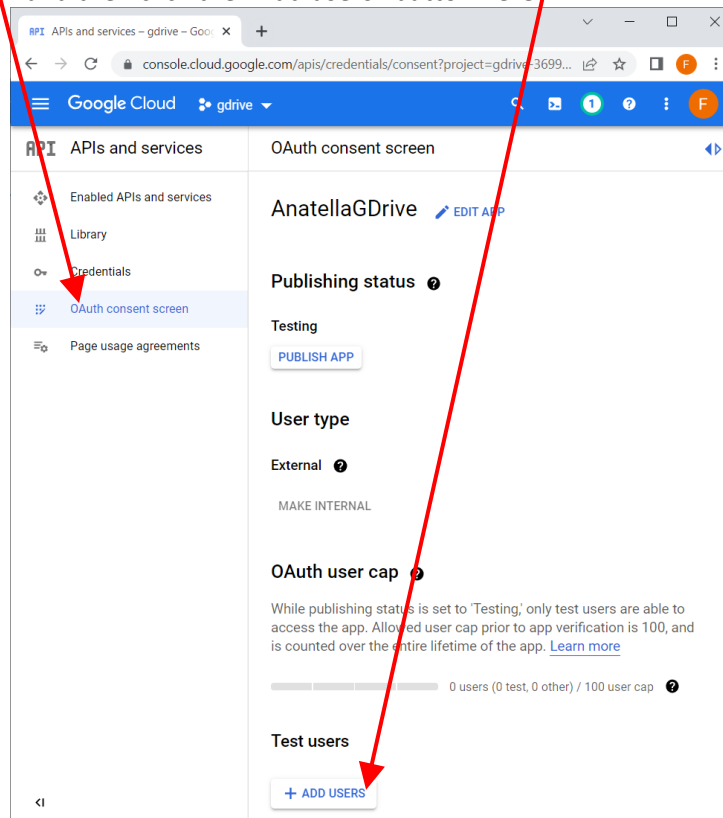 API APIs and services – gdrive – Goog
console.cloud.google.com/apis/credentials/consent?project=gdrive-3699...
F
Google Cloud
gdrive
1
F
API APIs and services
OAuth consent screen
Enabled APIs and services
Library
Credentials
OAuth consent screen
Page usage agreements
AnatellaGDrive
EDIT APP
Publishing status
Testing
PUBLISH APP
User type
External
MAKE INTERNAL
OAuth user cap
While publishing status is set to 'Testing,' only test users are able to
access the app. Allowed user cap prior to app verification is 100, and
is counted over the entire lifetime of the app. Learn more
0 users (0 test, 0 other) / 100 user cap
Test users
+ ADD USERS